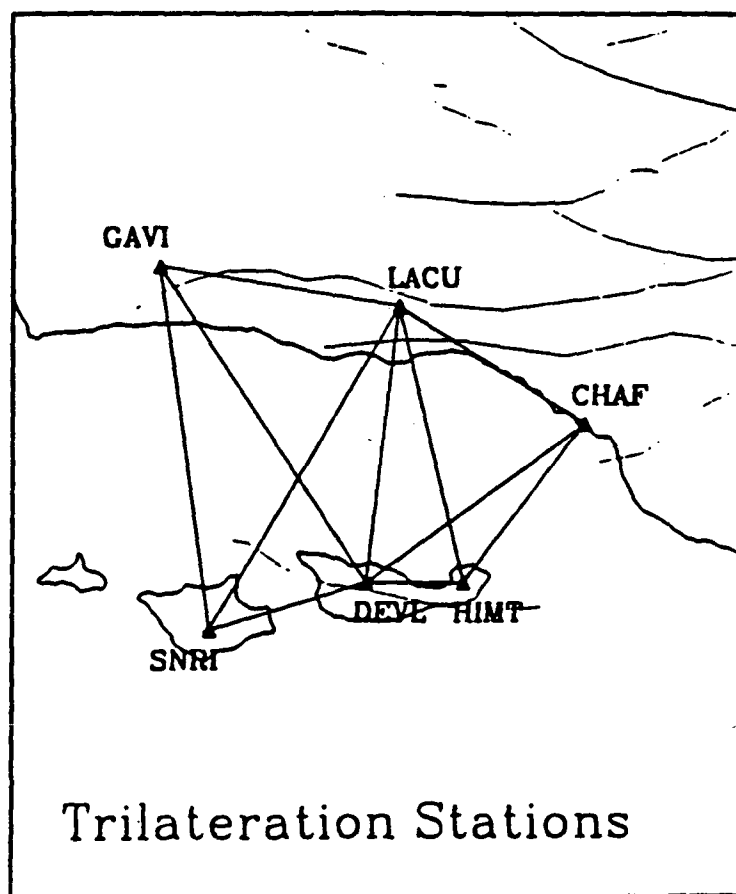 GAVI
LACU
CHAF
DEVL HIMT
SNRI
Trilateration Stations